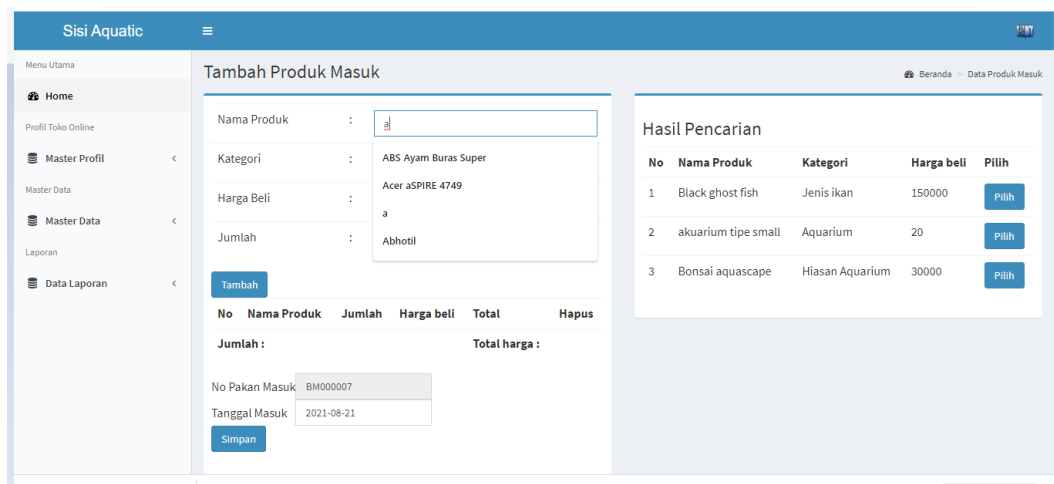 Sisi Aquatic
Menu Utama
Home
Profil Toko Online
Master Profil
Master Data
Master Data
Laporan
Data Laporan
Tambah Produk Masuk
Beranda > Data Produk Masuk
Nama Produk : a
Kategori :
Harga Beli :
Jumlah :
ABS Ayam Buras Super
Acer aSPIRE 4749
a
Abhotil
Tambah
No Nama Produk Jumlah Harga beli Total Hapus
Jumlah : Total harga :
No Pakan Masuk BM000007
Tanggal Masuk 2021-08-21
Simpan
Hasil Pencarian
No Nama Produk Kategori Harga beli Pilih
1 Black ghost fish Jenis ikan 150000 Pilih
2 akuarium tipe small Aquarium 20 Pilih
3 Bonsai aquascape Hiasan Aquarium 30000 Pilih